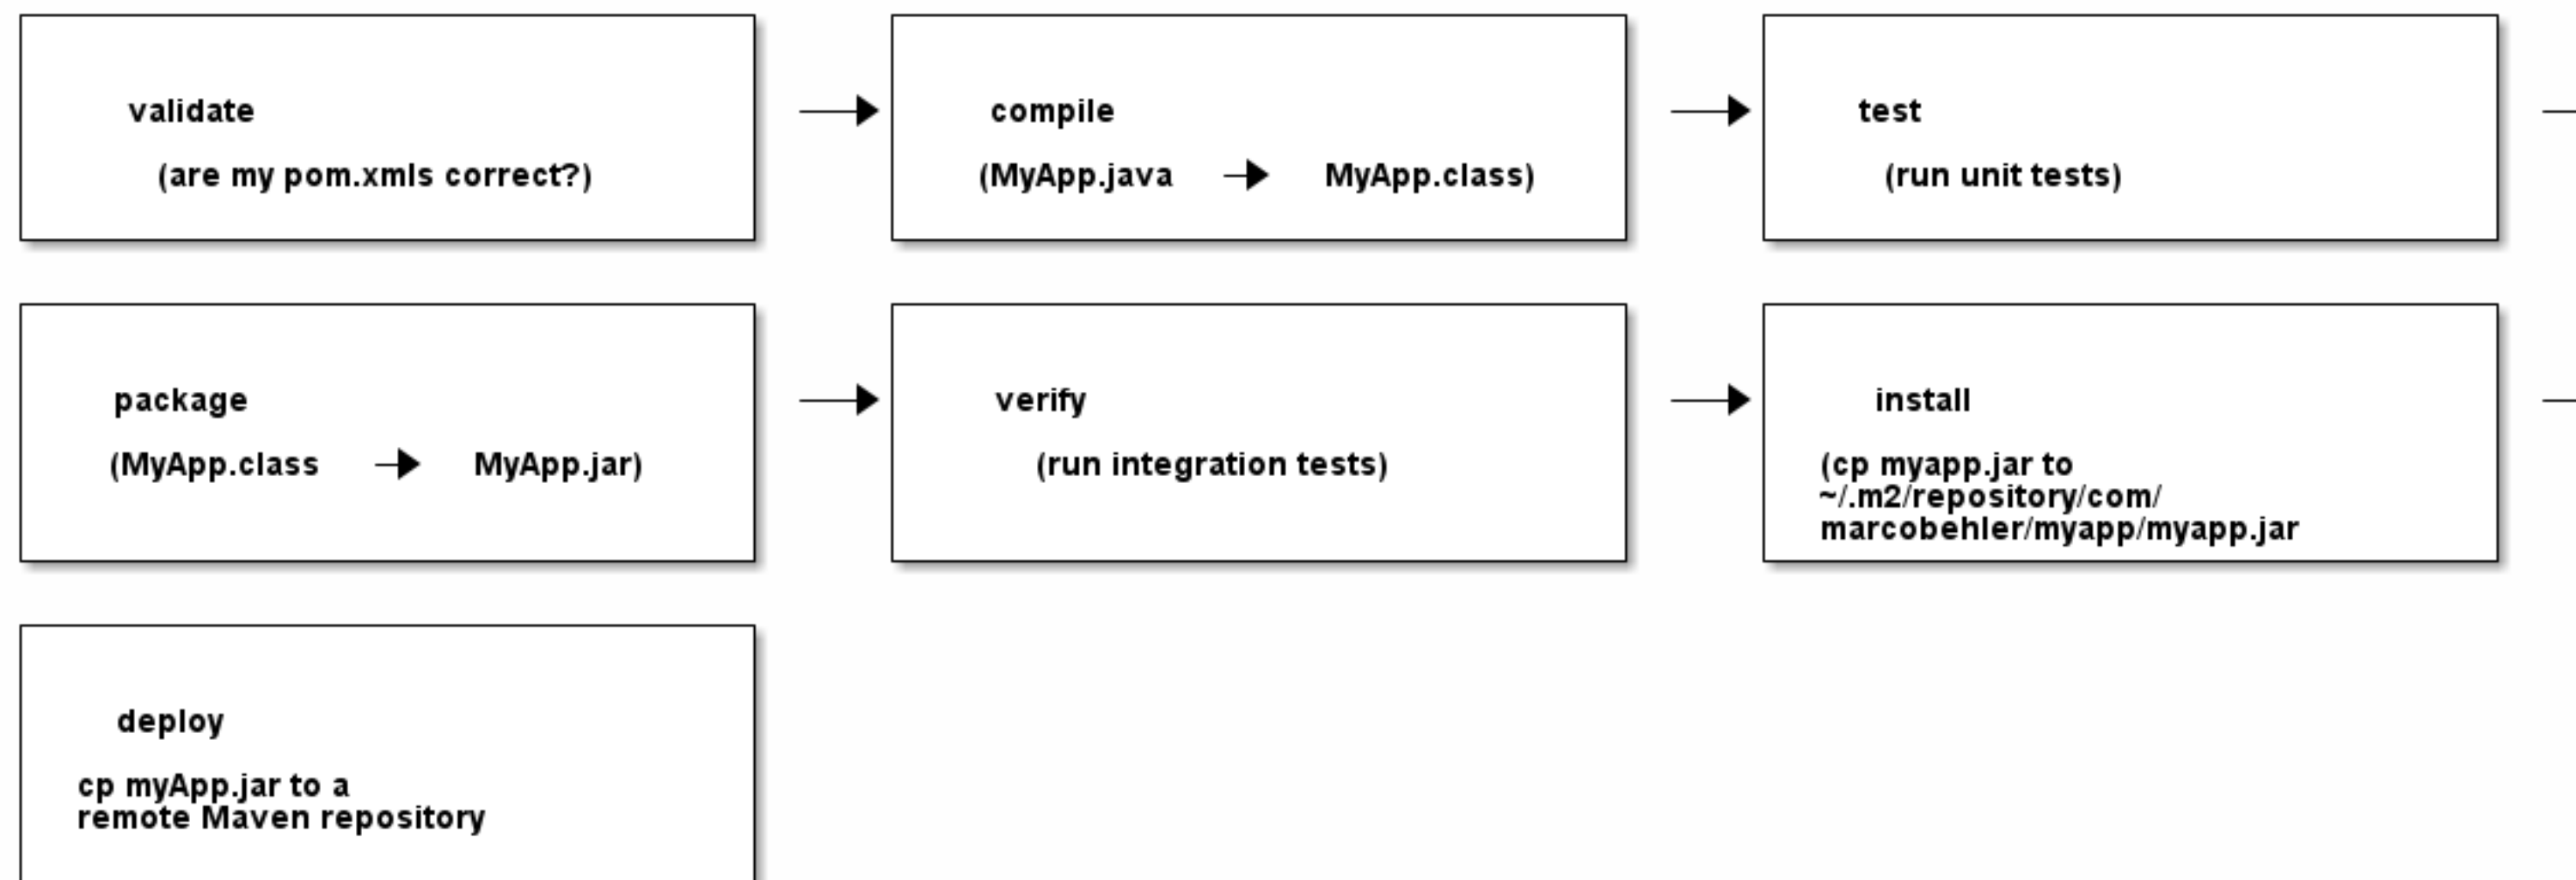 validate
(are my pom.xmls correct?)
compile
(MyApp.java → MyApp.class)
test
(run unit tests)
package
(MyApp.class → MyApp.jar)
verify
(run integration tests)
install
(cp myapp.jar to
~/.m2/repository/com/
marcobehler/myapp/myapp.jar
deploy
cp myApp.jar to a
remote Maven repository